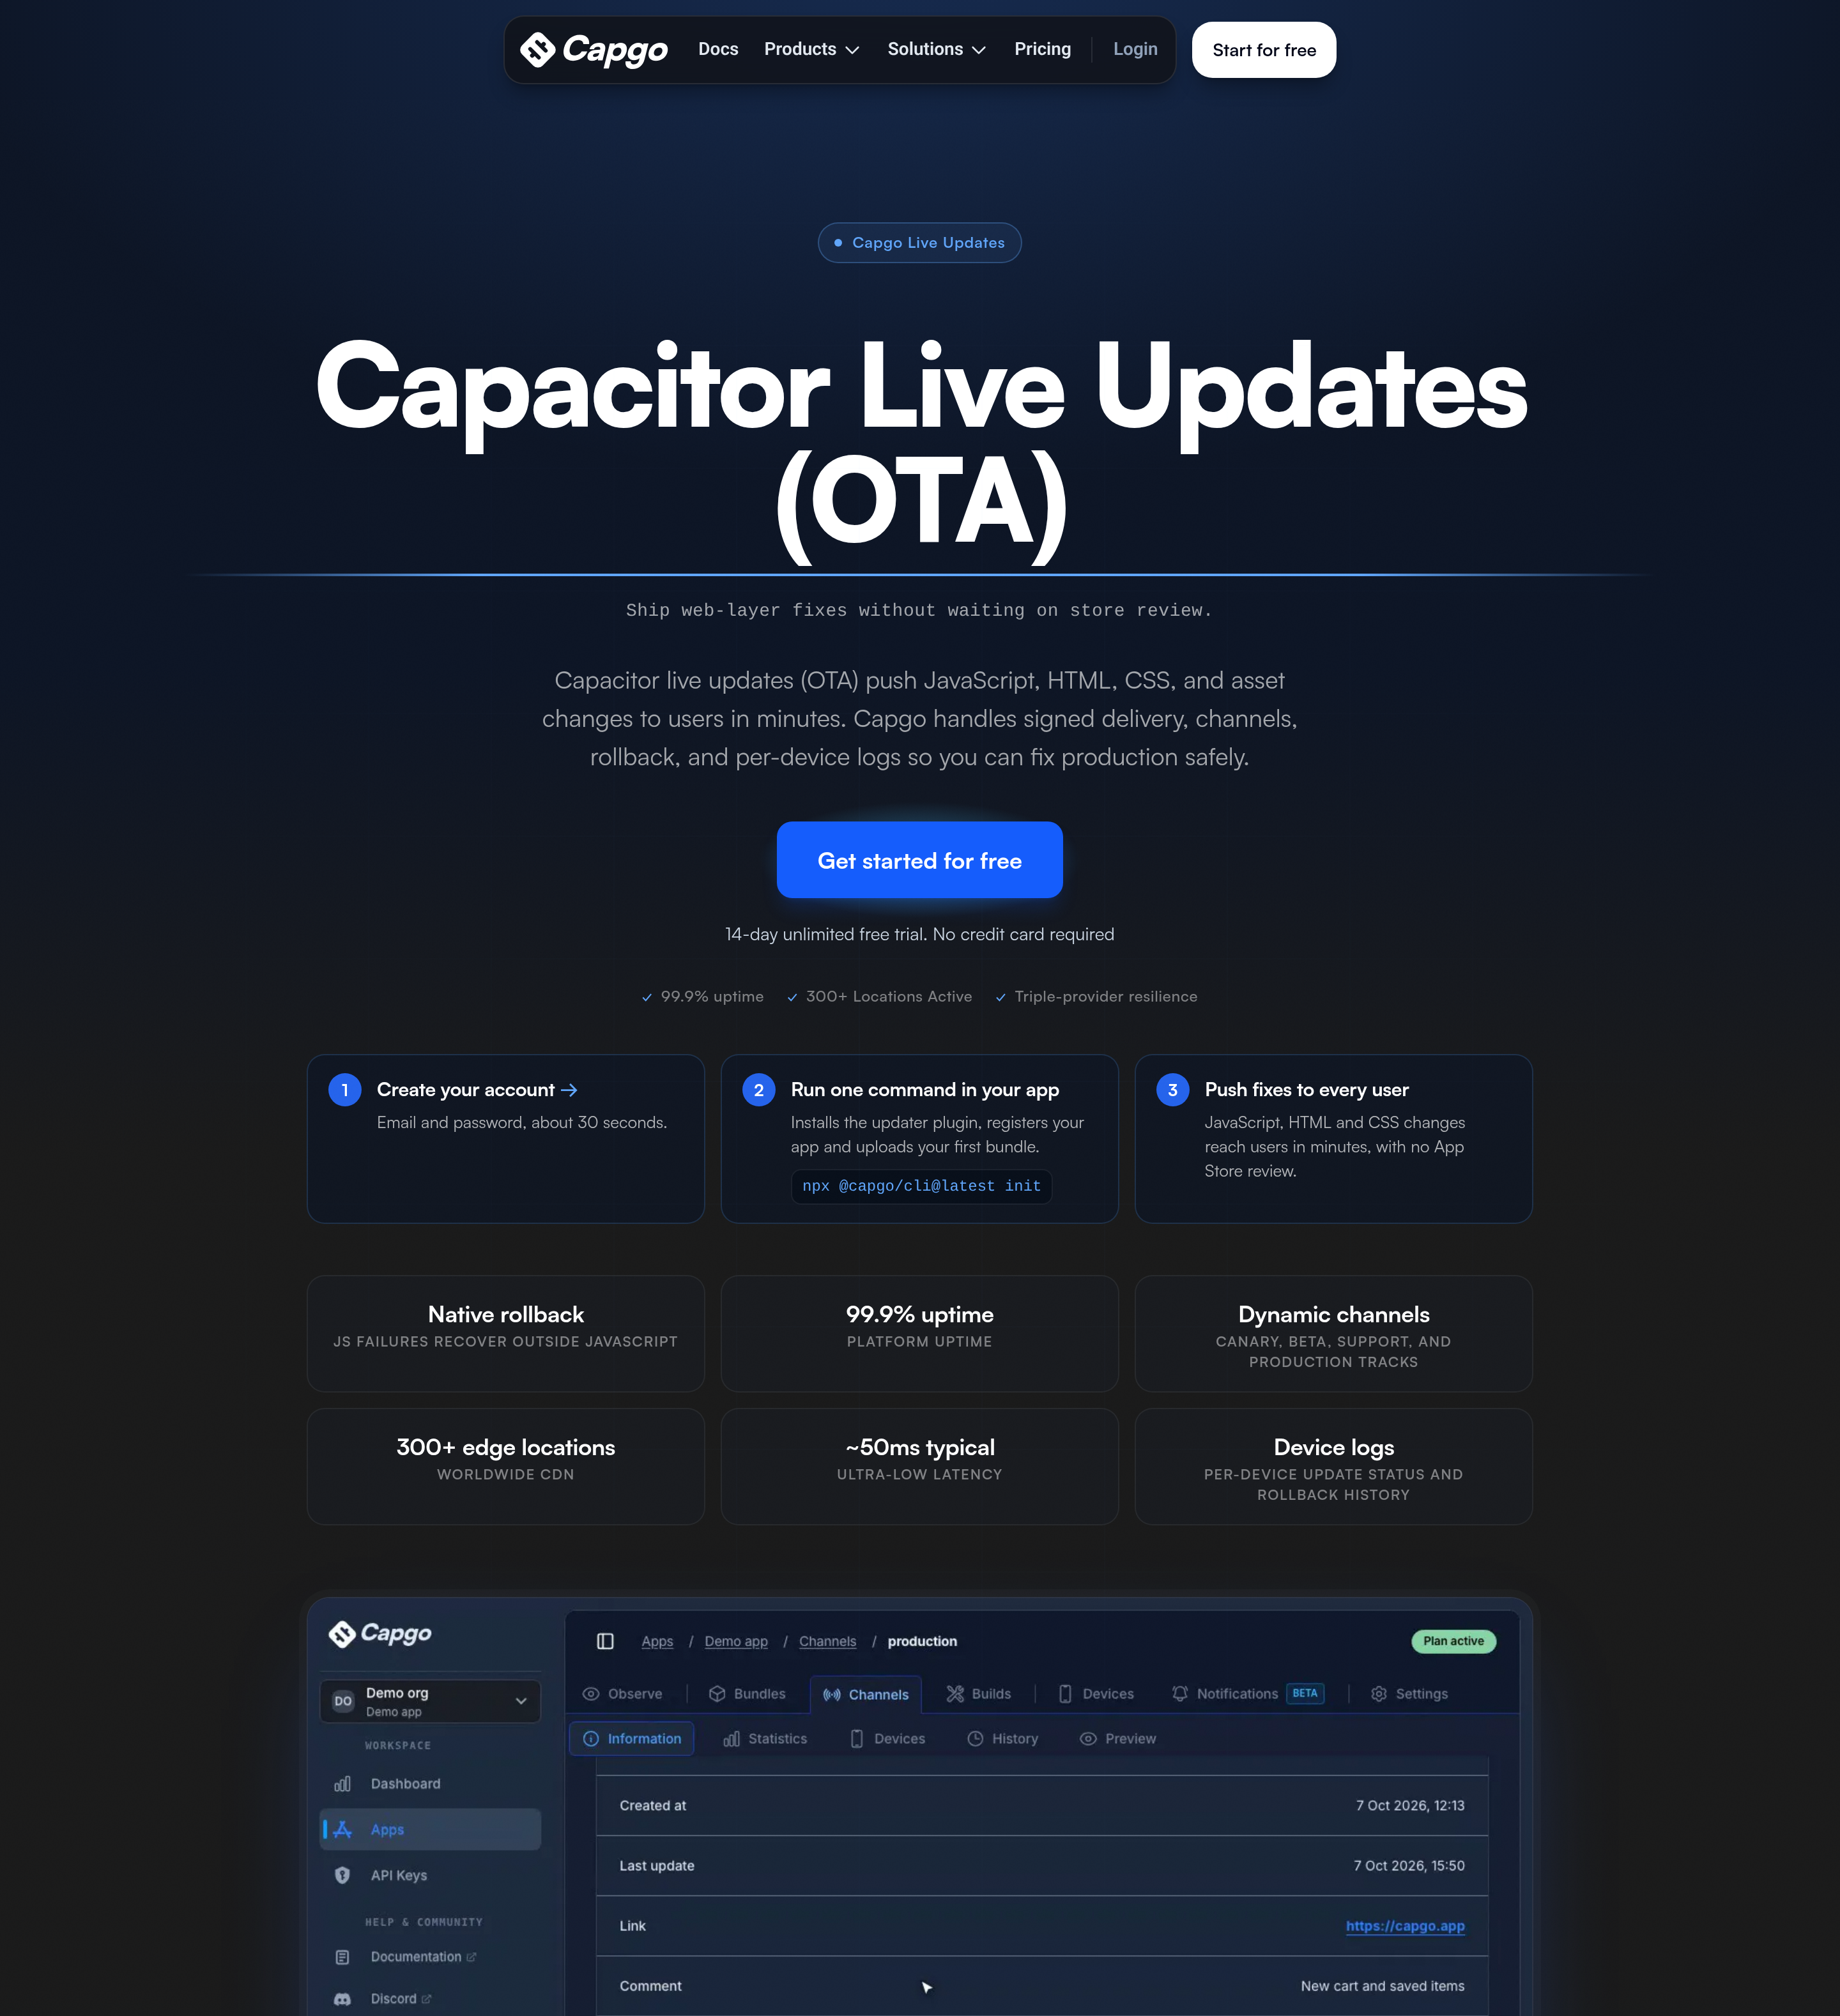 Capgo
Docs
Products
Solutions
Pricing
Login
Start for free
Capgo Live Updates
Capacitor Live Updates
(OTA)
Ship web-layer fixes without waiting on store review.
Capacitor live updates (OTA) push JavaScript, HTML, CSS, and asset
changes to users in minutes. Capgo handles signed delivery, channels,
rollback, and per-device logs so you can fix production safely.
Get started for free
14-day unlimited free trial. No credit card required
99.9% uptime
300+ Locations Active
Triple-provider resilience
1
Create your account →
Email and password, about 30 seconds.
2
Run one command in your app
Installs the updater plugin, registers your
app and uploads your first bundle.
npx @capgo/cli@latest init
3
Push fixes to every user
JavaScript, HTML and CSS changes
reach users in minutes, with no App
Store review.
Native rollback
JS FAILURES RECOVER OUTSIDE JAVASCRIPT
99.9% uptime
PLATFORM UPTIME
Dynamic channels
CANARY, BETA, SUPPORT, AND
PRODUCTION TRACKS
300+ edge locations
WORLDWIDE CDN
~50ms typical
ULTRA-LOW LATENCY
Device logs
PER-DEVICE UPDATE STATUS AND
ROLLBACK HISTORY
Capgo
DO
Demo org
Demo app
WORKSPACE
Dashboard
Apps
API Keys
HELP & COMMUNITY
Documentation
Discord
Apps / Demo app / Channels / production
Plan active
Observe
Bundles
Channels
Builds
Devices
Notifications BETA
Settings
Information
Statistics
Devices
History
Preview
Created at
7 Oct 2026, 12:13
Last update
7 Oct 2026, 15:50
Link
https://capgo.app
Comment
New cart and saved items